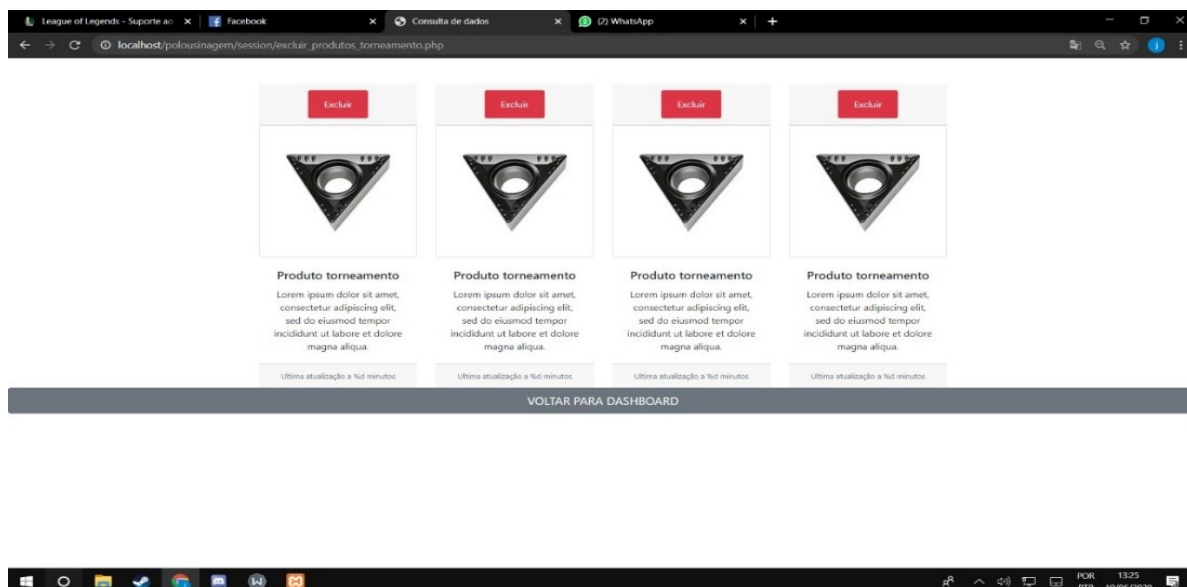 League of Legends - Suporte ao
Facebook
Consulta de dados
(2) WhatsApp
localhost/polousinagem/session/excluir_produtos_torneamento.php
Excluir
Excluir
Excluir
Excluir
Produto torneamento
Lorem ipsum dolor sit amet,
consectetur adipiscing elit,
sed do eiusmod tempor
incididunt ut labore et dolore
magna aliqua.
Ultima atualização a %d minutos
Produto torneamento
Lorem ipsum dolor sit amet,
consectetur adipiscing elit,
sed do eiusmod tempor
incididunt ut labore et dolore
magna aliqua.
Ultima atualização a %d minutos
Produto torneamento
Lorem ipsum dolor sit amet,
consectetur adipiscing elit,
sed do eiusmod tempor
incididunt ut labore et dolore
magna aliqua.
Ultima atualização a %d minutos
Produto torneamento
Lorem ipsum dolor sit amet,
consectetur adipiscing elit,
sed do eiusmod tempor
incididunt ut labore et dolore
magna aliqua.
Ultima atualização a %d minutos
VOLTAR PARA DASHBOARD
POR 13:25